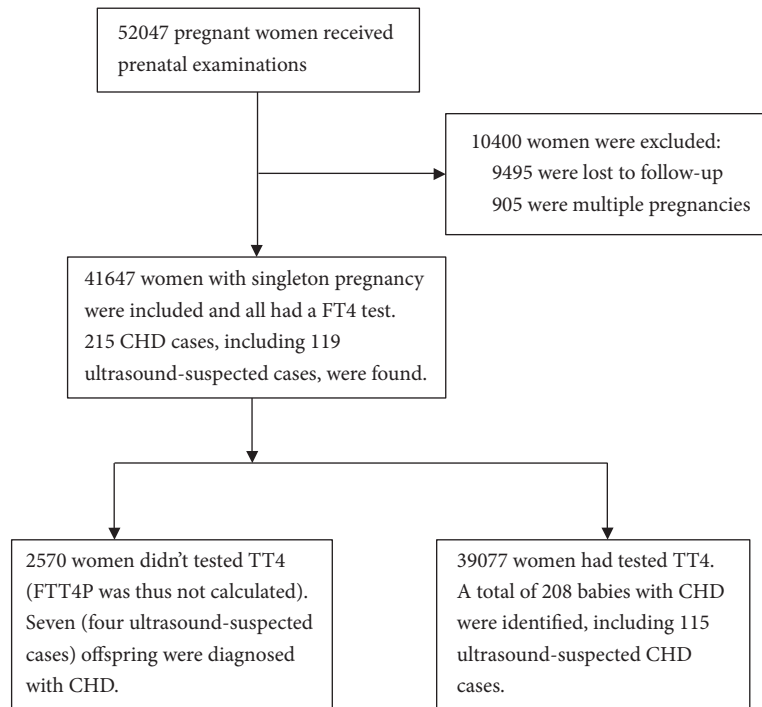 52047 pregnant women received
prenatal examinations
10400 women were excluded:
9495 were lost to follow-up
905 were multiple pregnancies
41647 women with singleton pregnancy
were included and all had a FT4 test.
215 CHD cases, including 119
ultrasound-suspected cases, were found.
2570 women didn't tested TT4
(FTT4P was thus not calculated).
Seven (four ultrasound-suspected
cases) offspring were diagnosed
with CHD.
39077 women had tested TT4.
A total of 208 babies with CHD
were identified, including 115
ultrasound-suspected CHD
cases.